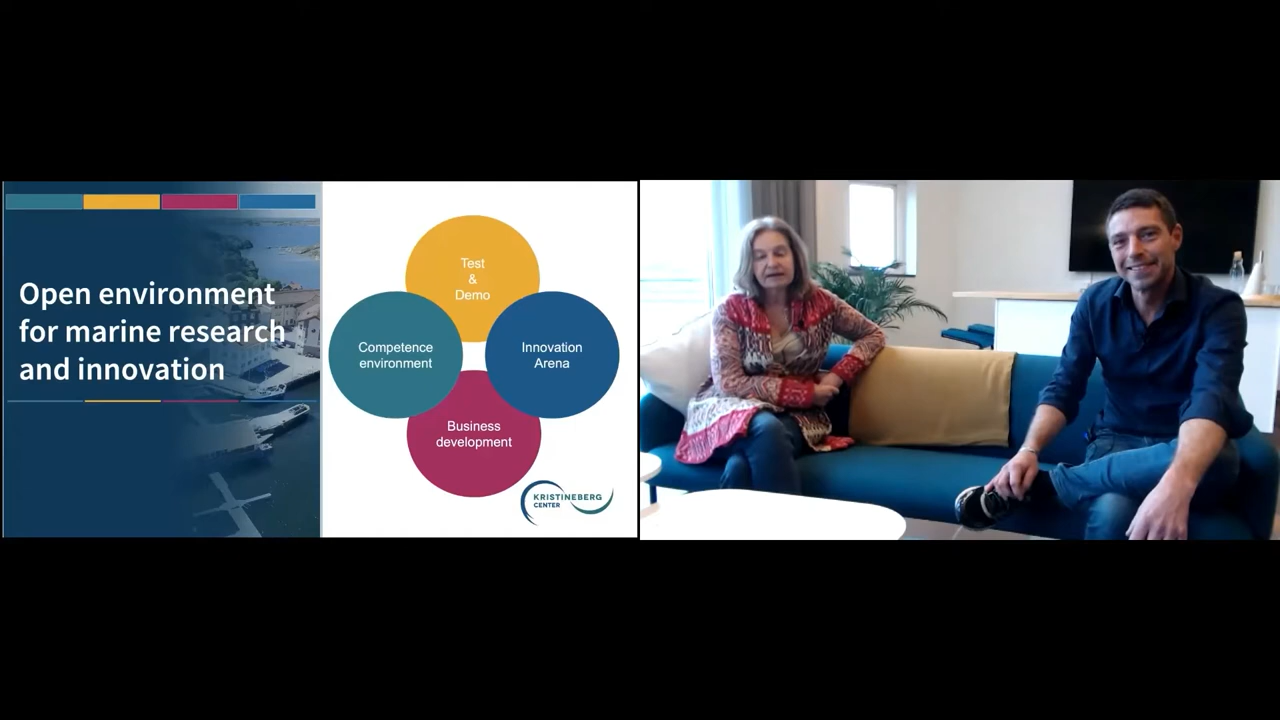 Open environment
for marine research
and innovation
Test
&
Demo
Competence
environment
Innovation
Arena
Business
development
KRISTINEBERG
CENTER